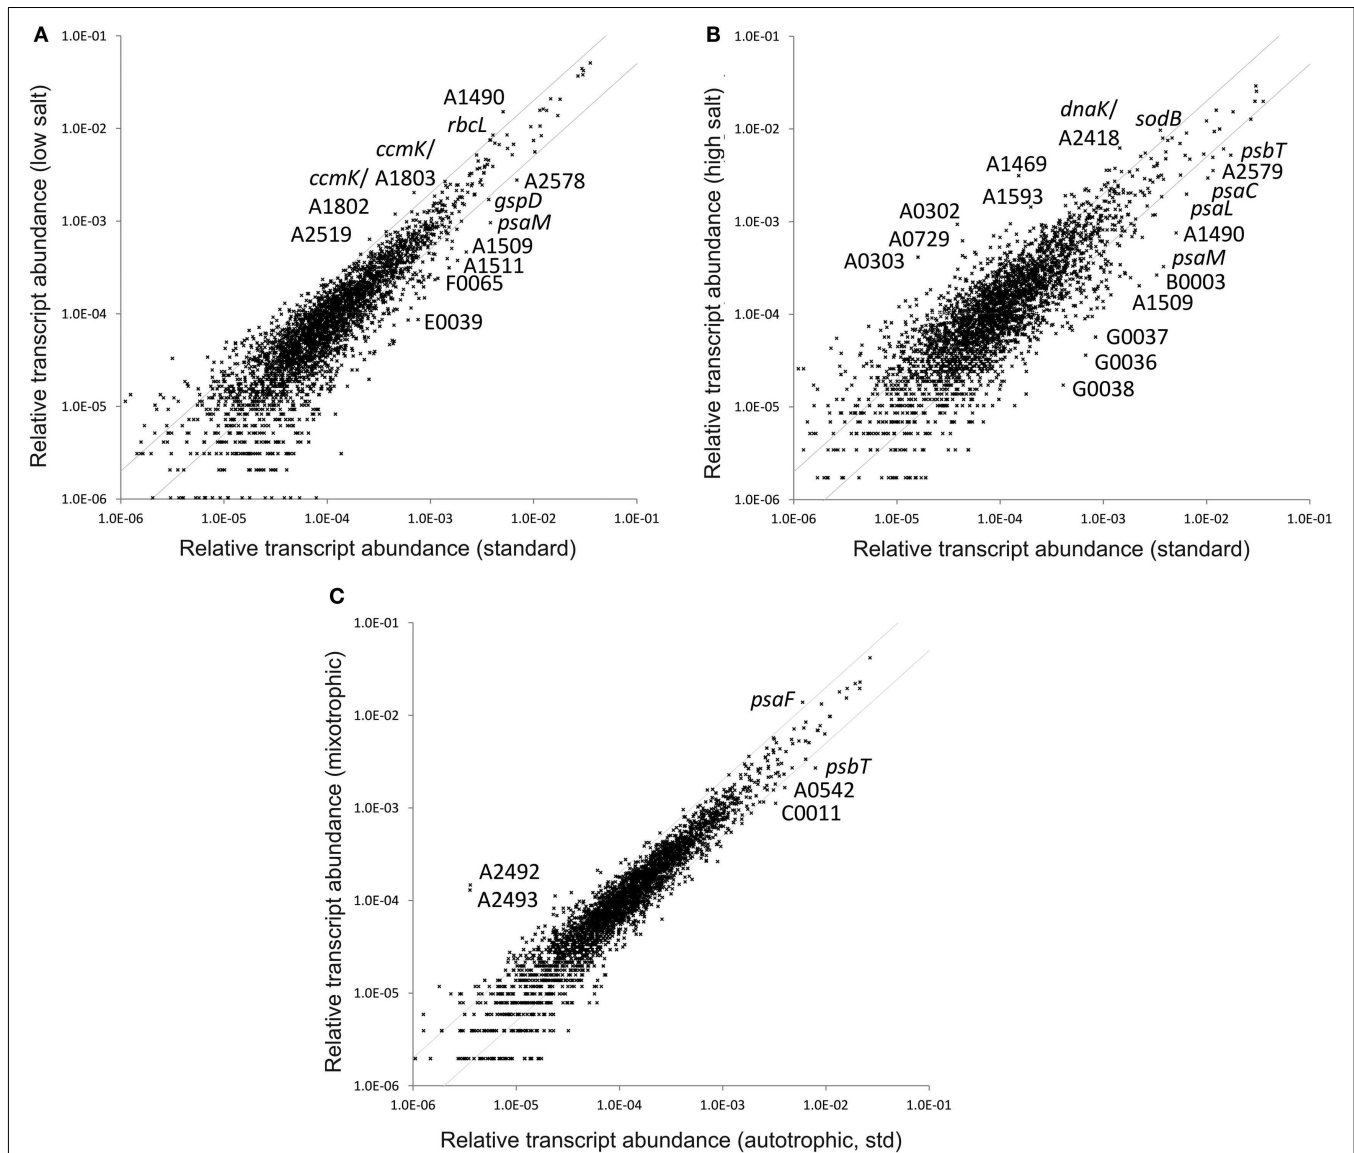 A
1.0E-01
1.0E-02
1.0E-03
1.0E-04
1.0E-05
1.0E-06
Relative transcript abundance (low salt)
A1490
rbcL
ccmK/
A1803
ccmK/
A1802
A2519
A2578
gspD
psaM
A1509
A1511
F0065
E0039
1.0E-06 1.0E-05 1.0E-04 1.0E-03 1.0E-02 1.0E-01
Relative transcript abundance (standard)
B
1.0E-01
1.0E-02
1.0E-03
1.0E-04
1.0E-05
1.0E-06
Relative transcript abundance (high salt)
dnaK/
A2418
sodB
A1469
A1593
A0302
A0729
A0303
psbT
A2579
psaC
psaL
A1490
psaM
B0003
A1509
G0037
G0036
G0038
1.0E-06 1.0E-05 1.0E-04 1.0E-03 1.0E-02 1.0E-01
Relative transcript abundance (standard)
C
1.0E-01
1.0E-02
1.0E-03
1.0E-04
1.0E-05
1.0E-06
Relative transcript abundance (mixotrophic)
psaF
psbT
A0542
C0011
A2492
A2493
1.0E-06 1.0E-05 1.0E-04 1.0E-03 1.0E-02 1.0E-01
Relative transcript abundance (autotrophic, std)